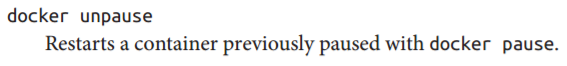 docker unpause
Restarts a container previously paused with docker pause.